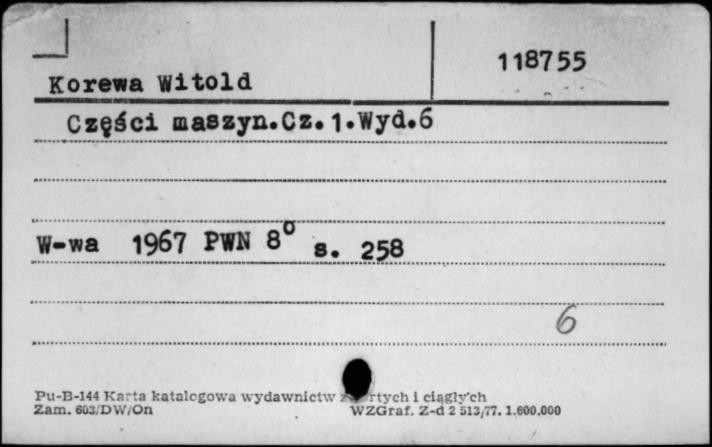 118755
Korewa Witold
Części maszyn.Cz.1.Wyd.6
W-wa 1967 PWN 8° s. 258
6
Pu-B-144 Karta katalogowa wydawnictw i ciągłych
Zam. 603/DW/On WZGraf. Z-d 2 513/77. 1.600.000